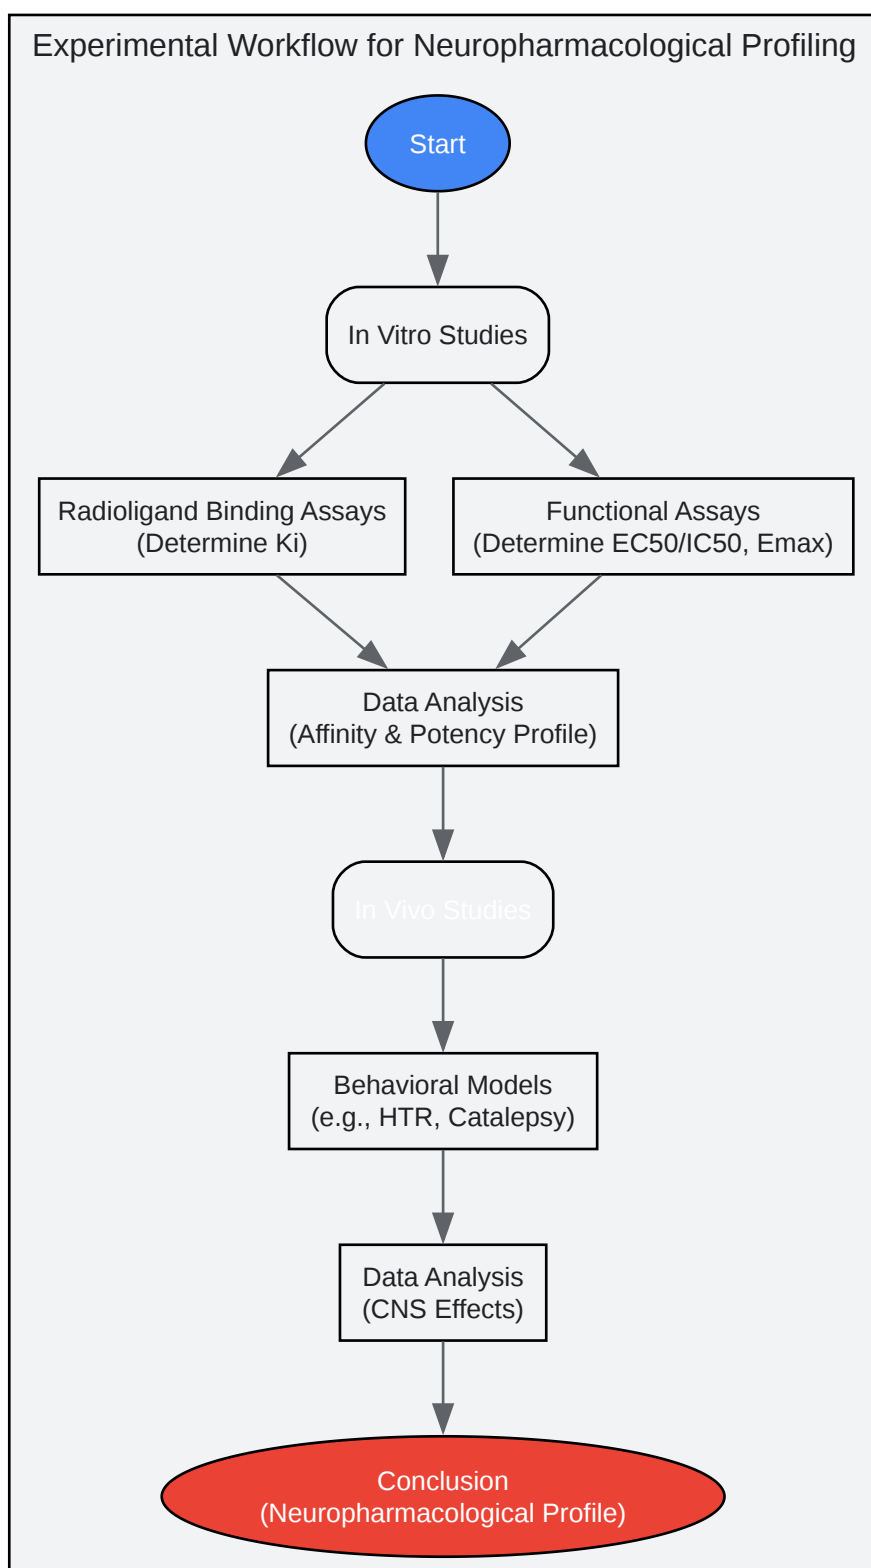 Experimental Workflow for Neuropharmacological Profiling
Start
In Vitro Studies
Radioligand Binding Assays
(Determine Ki)
Functional Assays
(Determine EC50/IC50, Emax)
Data Analysis
(Affinity & Potency Profile)
In Vivo Studies
Behavioral Models
(e.g., HTR, Catalepsy)
Data Analysis
(CNS Effects)
Conclusion
(Neuropharmacological Profile)